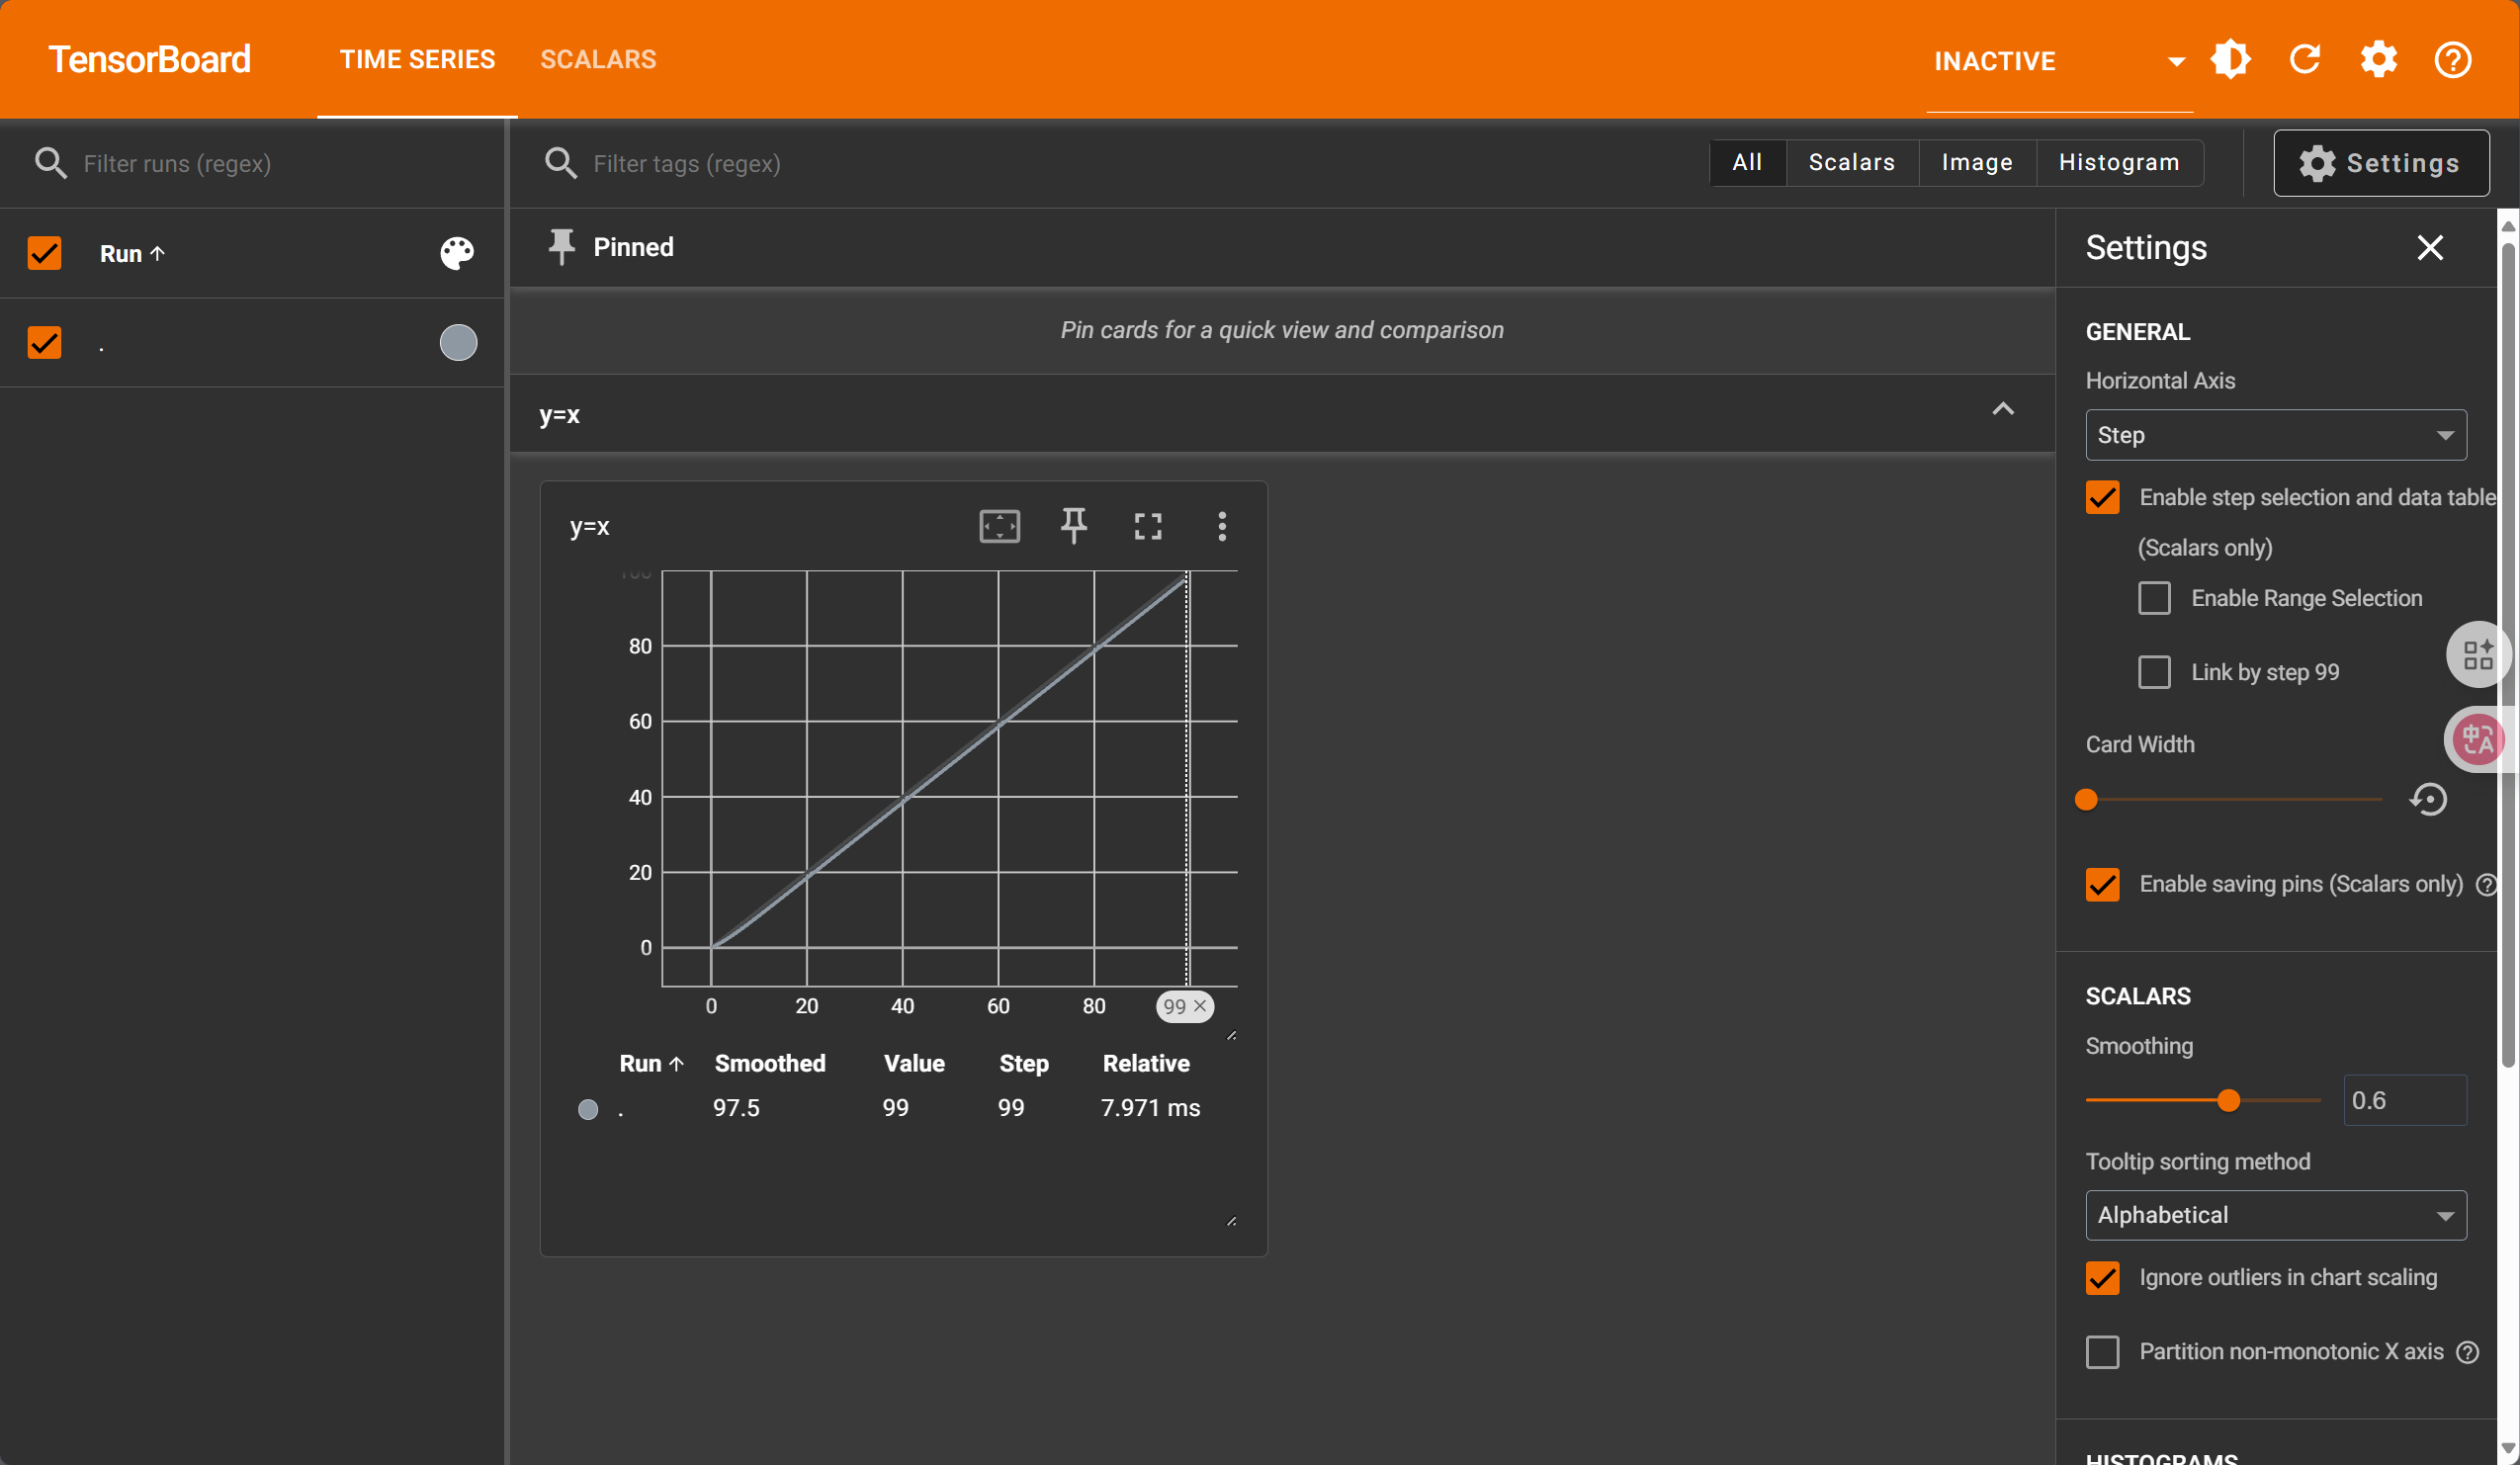 TensorBoard
TIME SERIES
SCALARS
INACTIVE
Filter runs (regex)
Filter tags (regex)
All
Scalars
Image
Histogram
Settings
Run ↑
.
Pinned
Pin cards for a quick view and comparison
y=x
y=x
100
80
60
40
20
0
0 20 40 60 80 99 ×
Run ↑ Smoothed Value Step Relative
. 97.5 99 99 7.971 ms
Settings
GENERAL
Horizontal Axis
Step
Enable step selection and data table
(Scalars only)
Enable Range Selection
Link by step 99
Card Width
Enable saving pins (Scalars only)
SCALARS
Smoothing
0.6
Tooltip sorting method
Alphabetical
Ignore outliers in chart scaling
Partition non-monotonic X axis
HISTOGRAMS
中A